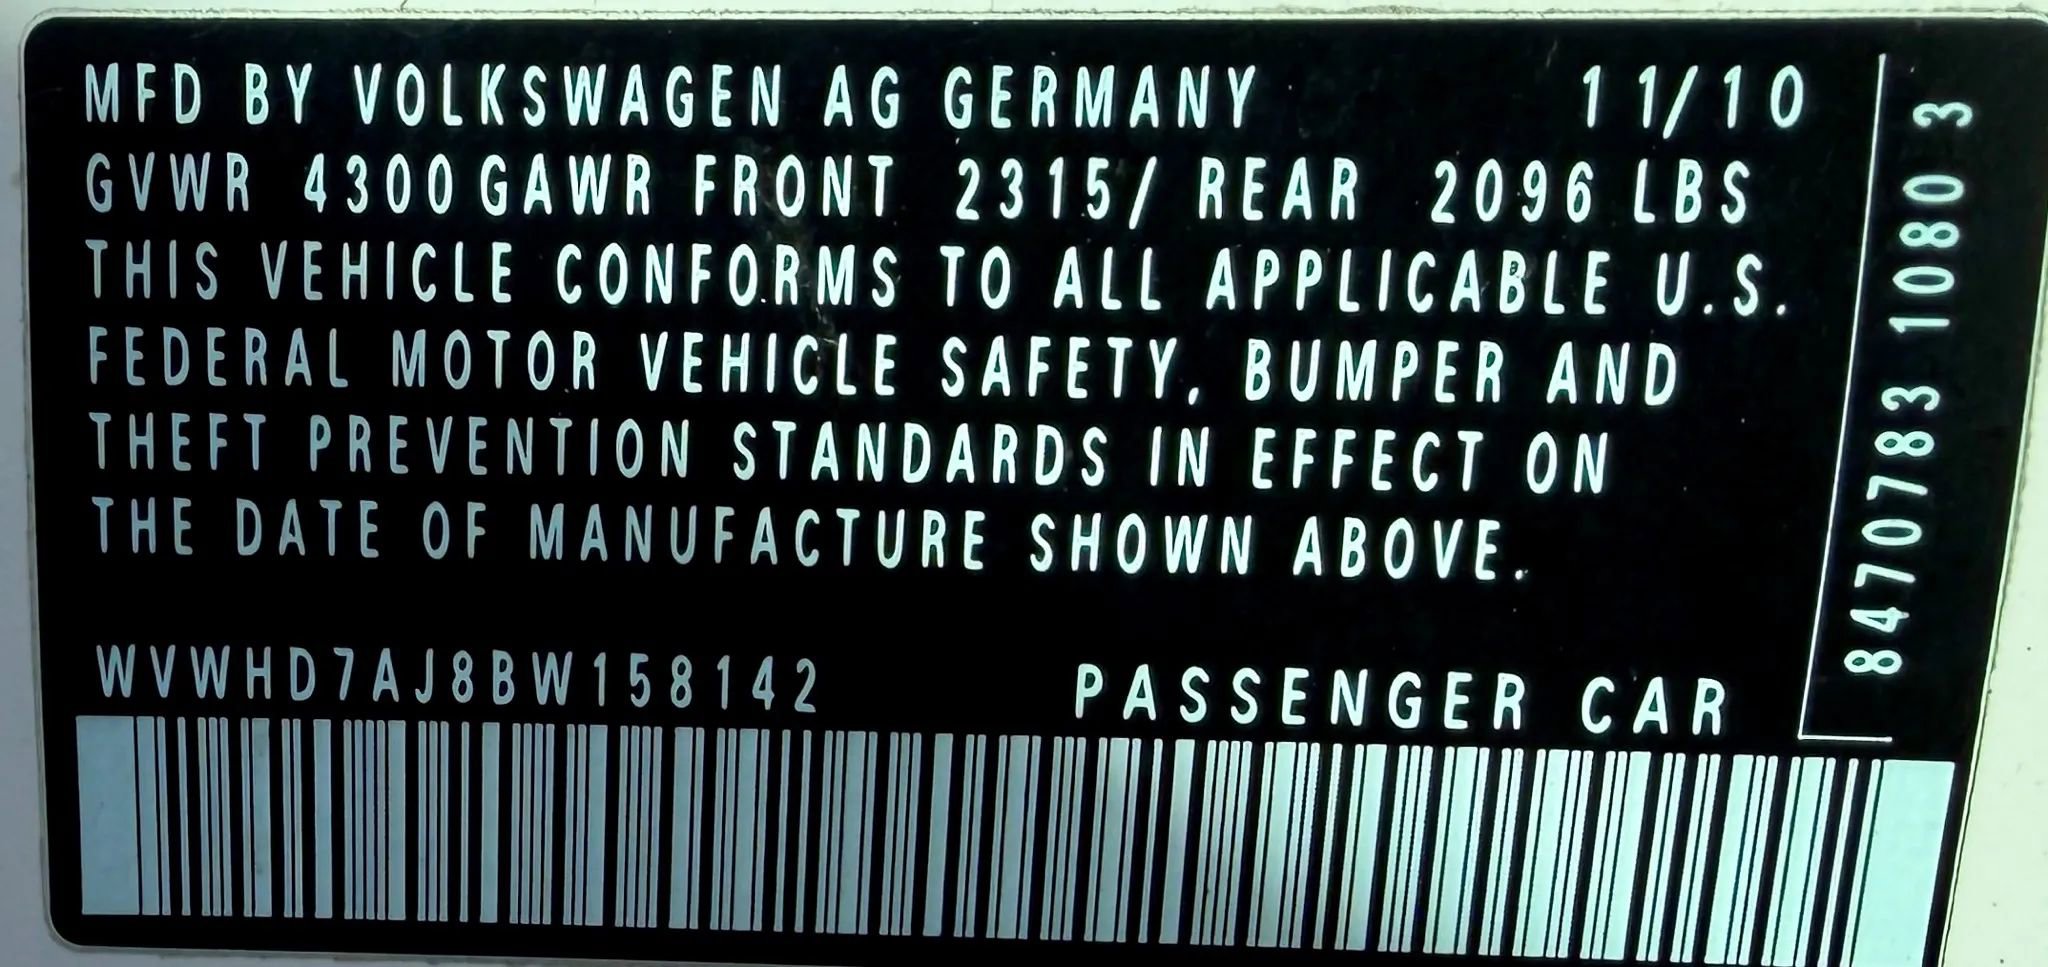 MFD BY VOLKSWAGEN AG GERMANY 11/10
GVWR 4300 GAWR FRONT 2315/ REAR 2096 LBS
THIS VEHICLE CONFORMS TO ALL APPLICABLE U.S.
FEDERAL MOTOR VEHICLE SAFETY, BUMPER AND
THEFT PREVENTION STANDARDS IN EFFECT ON
THE DATE OF MANUFACTURE SHOWN ABOVE.
WVWHD7AJ8BW158142 PASSENGER CAR
8470783 1080 3